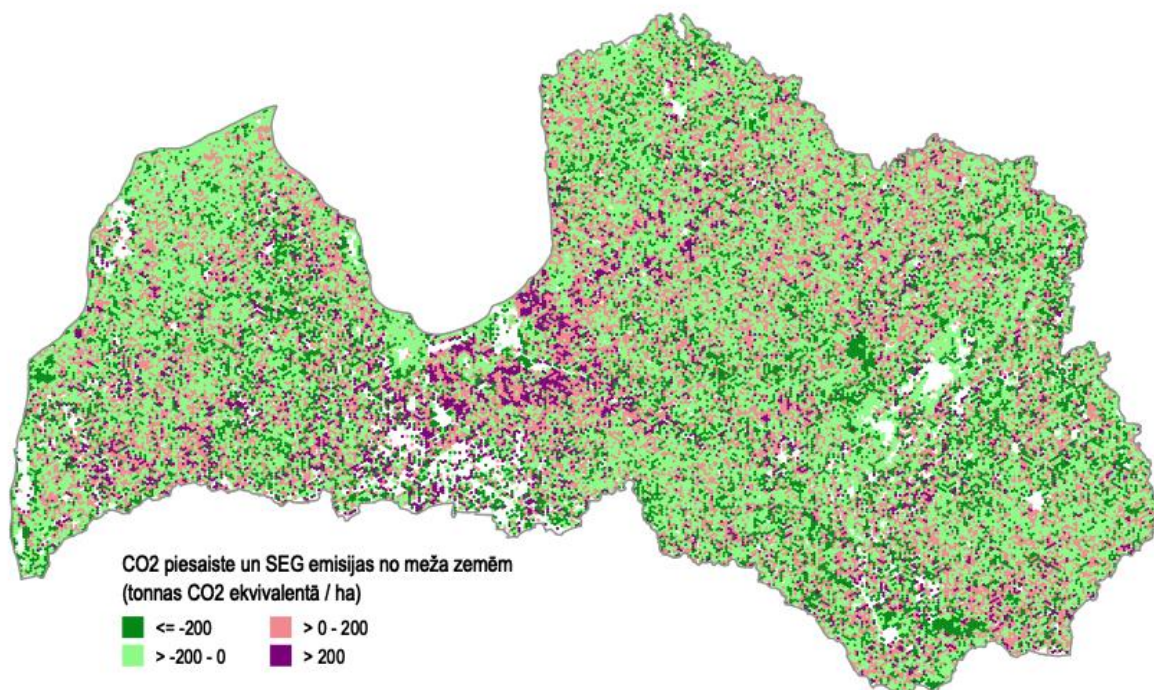 CO2 piesaiste un SEG emisijas no meža zemēm
(tonnas CO2 ekvivalentā / ha)
<= -200
> 0 - 200
> -200 - 0
> 200